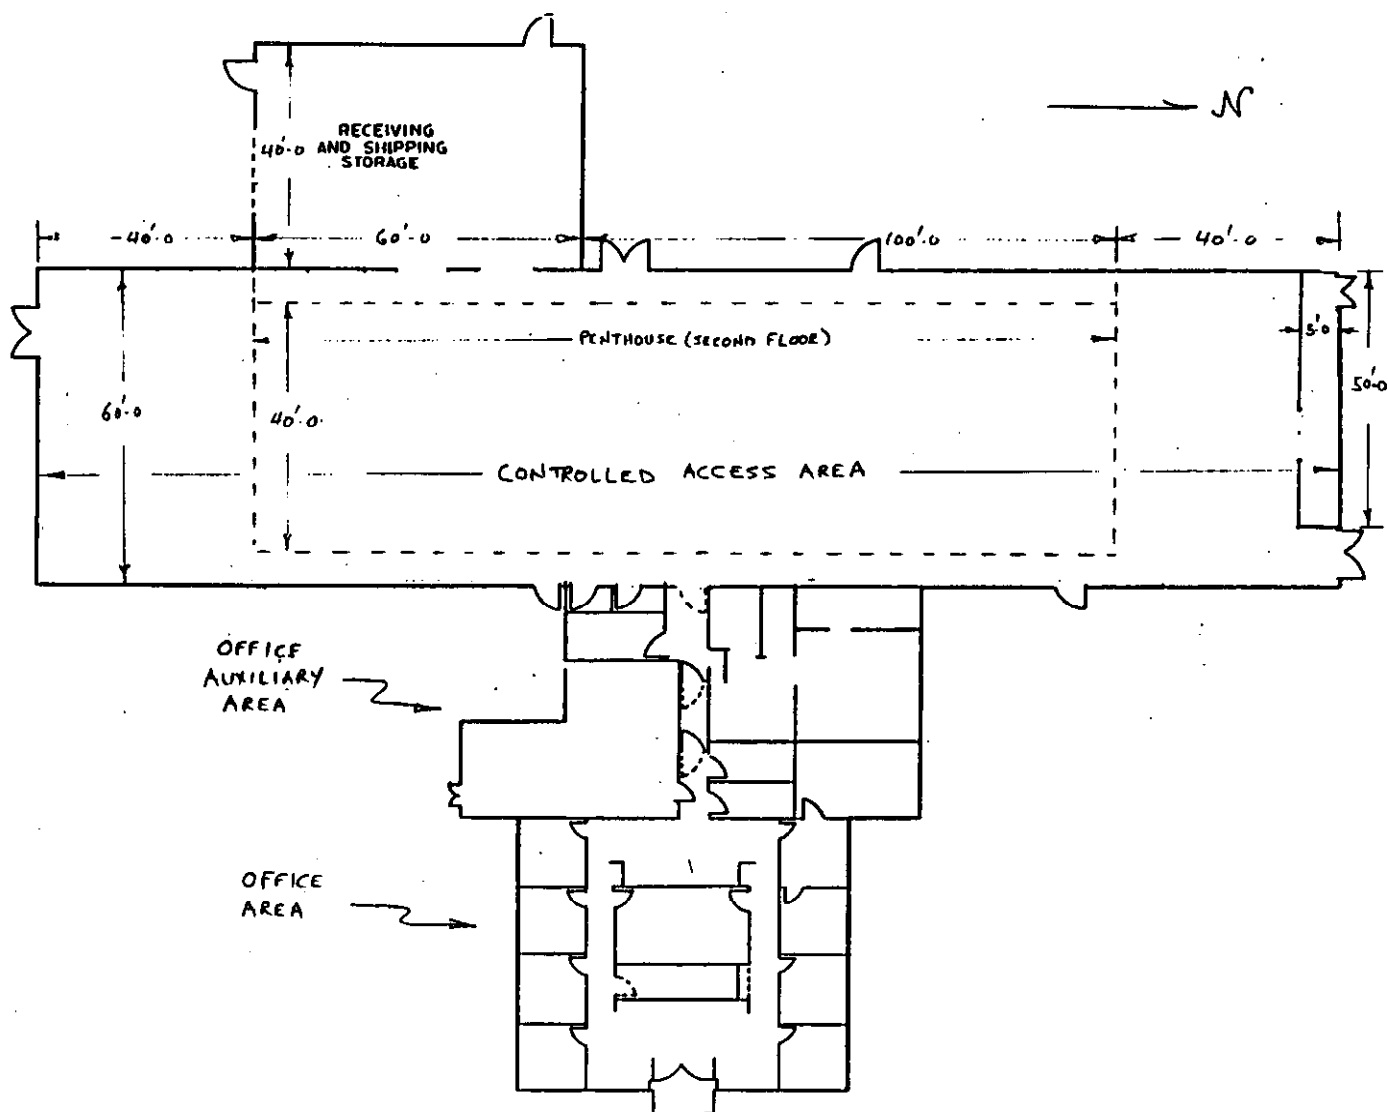 N
RECEIVING
AND SHIPPING
STORAGE
40'-0
40'-0
60'-0
100'-0
40'-0
PENTHOUSE (SECOND FLOOR)
5'-0
50'-0
60'-0
40'-0
CONTROLLED ACCESS AREA
OFFICE
AUXILIARY
AREA
OFFICE
AREA